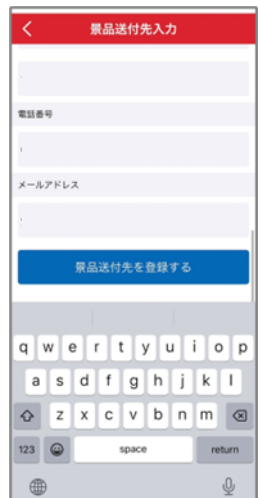 景品送付先入力
電話番号
メールアドレス
景品送付先を登録する
q w e r t y u i o p
a s d f g h j k l
z x c v b n m
123 space return